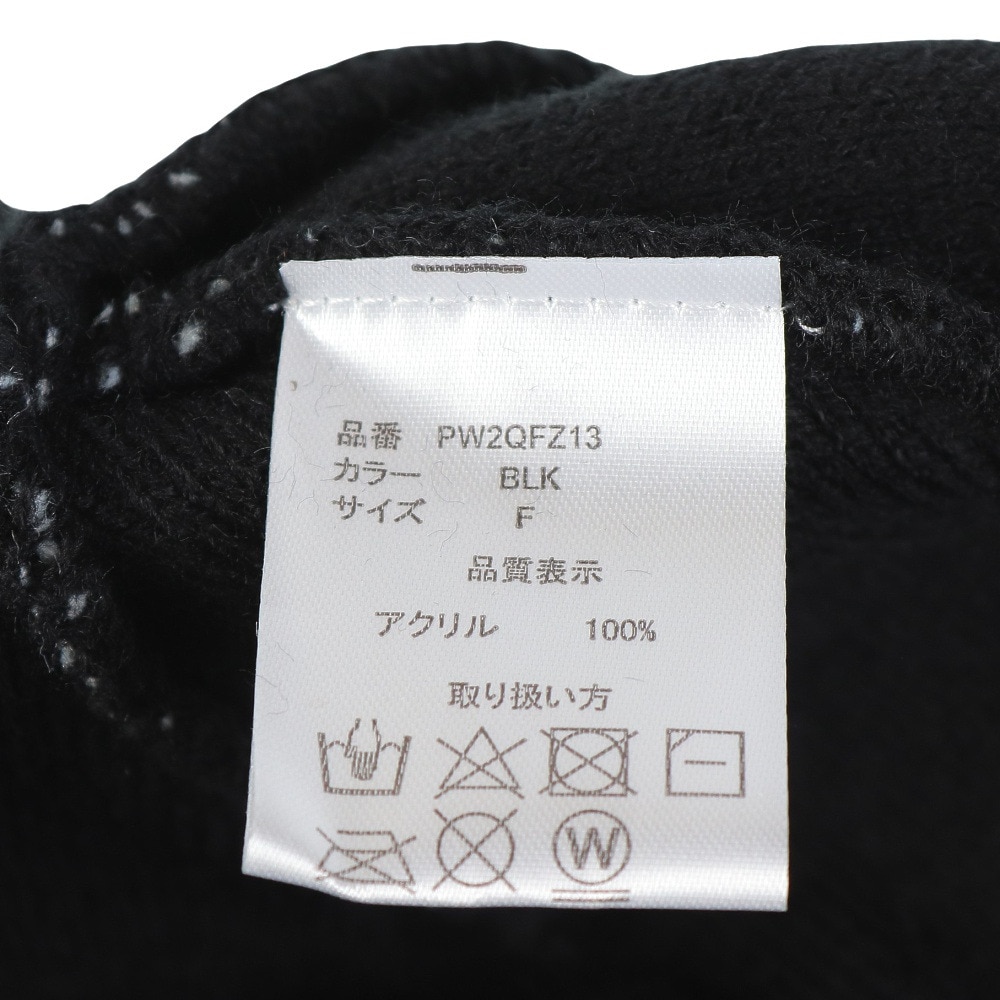 品番 PW2QFZ13
カラー BLK
サイズ F
品質表示
アクリル 100%
取り扱い方
W